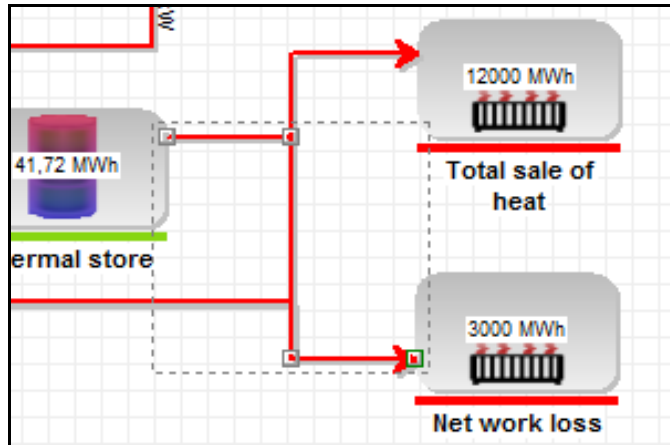 12000 MWh
Total sale of
heat
41,72 MWh
ermal store
3000 MWh
Net work loss